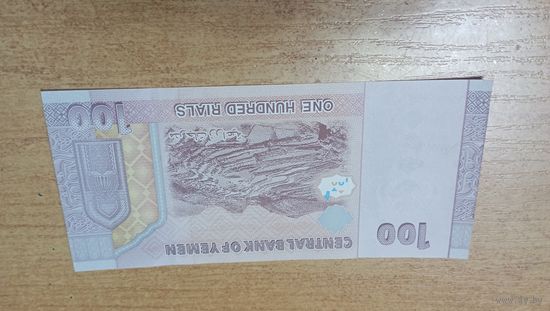 CENTRAL BANK OF YEMEN
100
ONE HUNDRED RIALS
100